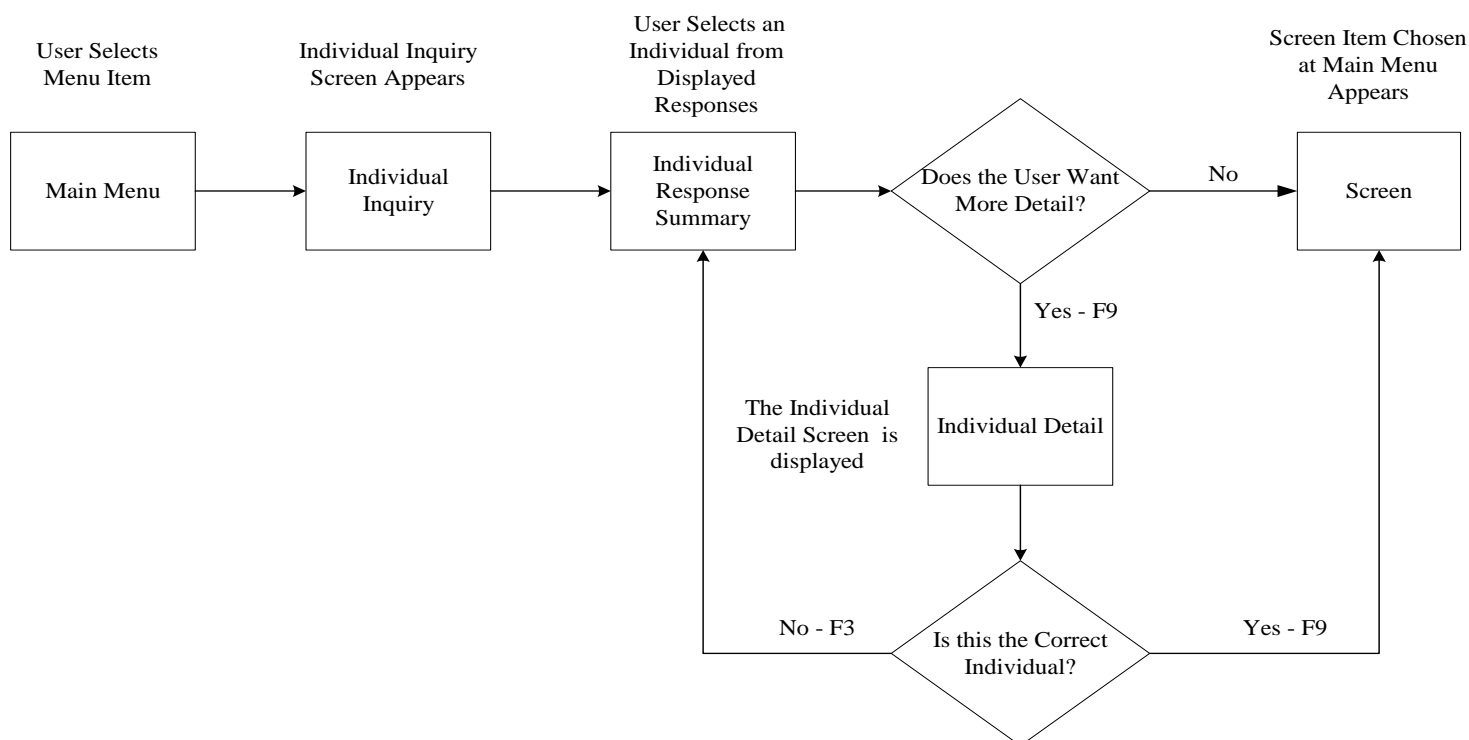 User Selects
Menu Item
Individual Inquiry
Screen Appears
User Selects an
Individual from
Displayed
Responses
Screen Item Chosen
at Main Menu
Appears
Main Menu
Individual
Inquiry
Individual
Response
Summary
Does the User Want
More Detail?
No
Screen
Yes - F9
The Individual
Detail Screen is
displayed
Individual Detail
No - F3
Is this the Correct
Individual?
Yes - F9